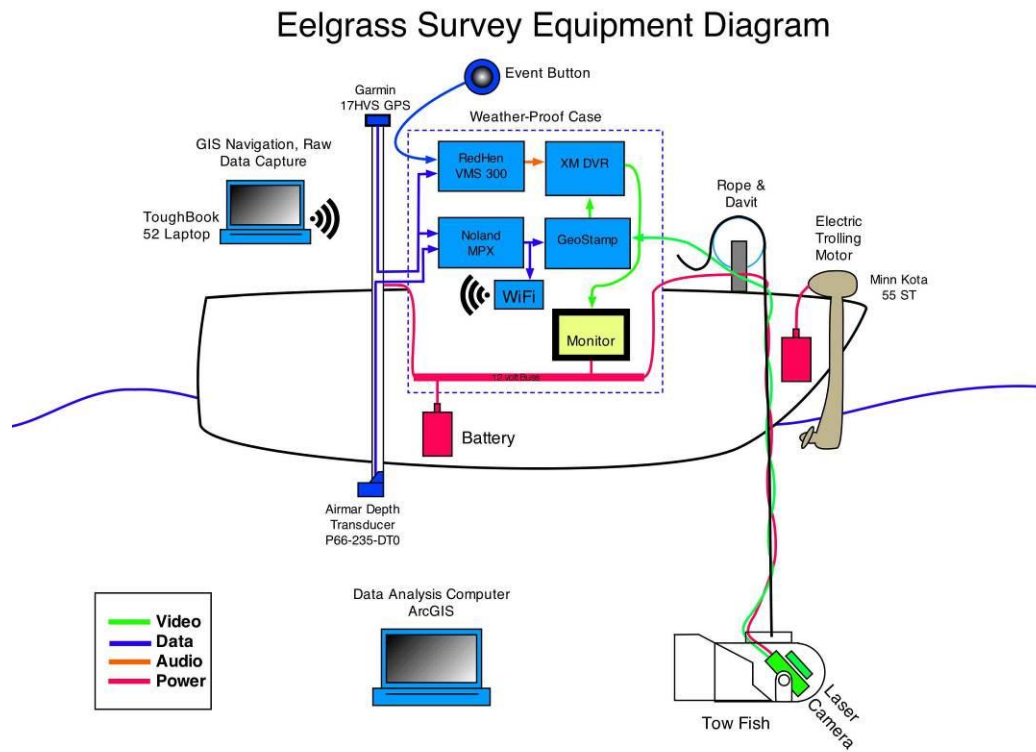 Eelgrass Survey Equipment Diagram
Event Button
Garmin
17HVS GPS
Weather-Proof Case
GIS Navigation, Raw
Data Capture
RedHen
VMS 300
XM DVR
Rope &
Davit
ToughBook
52 Laptop
Electric
Trolling
Motor
Noland
MPX
GeoStamp
Minn Kota
55 ST
WiFi
Monitor
12 volt Buss
Battery
Airmar Depth
Transducer
P66-235-DT0
Data Analysis Computer
ArcGIS
Video
Data
Audio
Power
Laser
Camera
Tow Fish